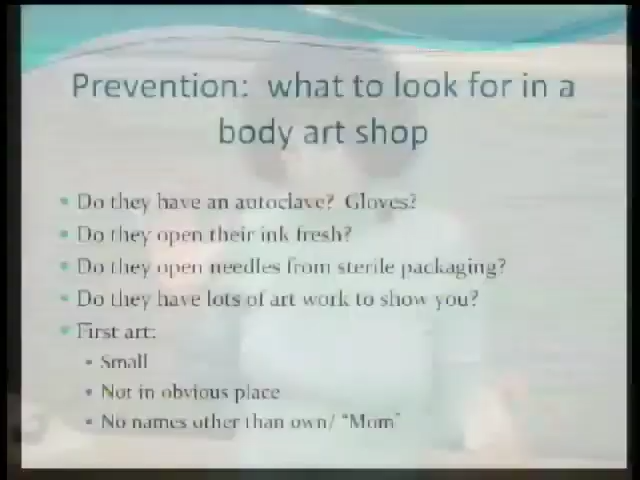 Prevention: what to look for in a
body art shop
Do they have an autoclave? Gloves?
Do they open their ink fresh?
Do they open needles from sterile packaging?
Do they have lots of art work to show you?
First art:
Small
Not in obvious place
No names other than own/ "Mom"